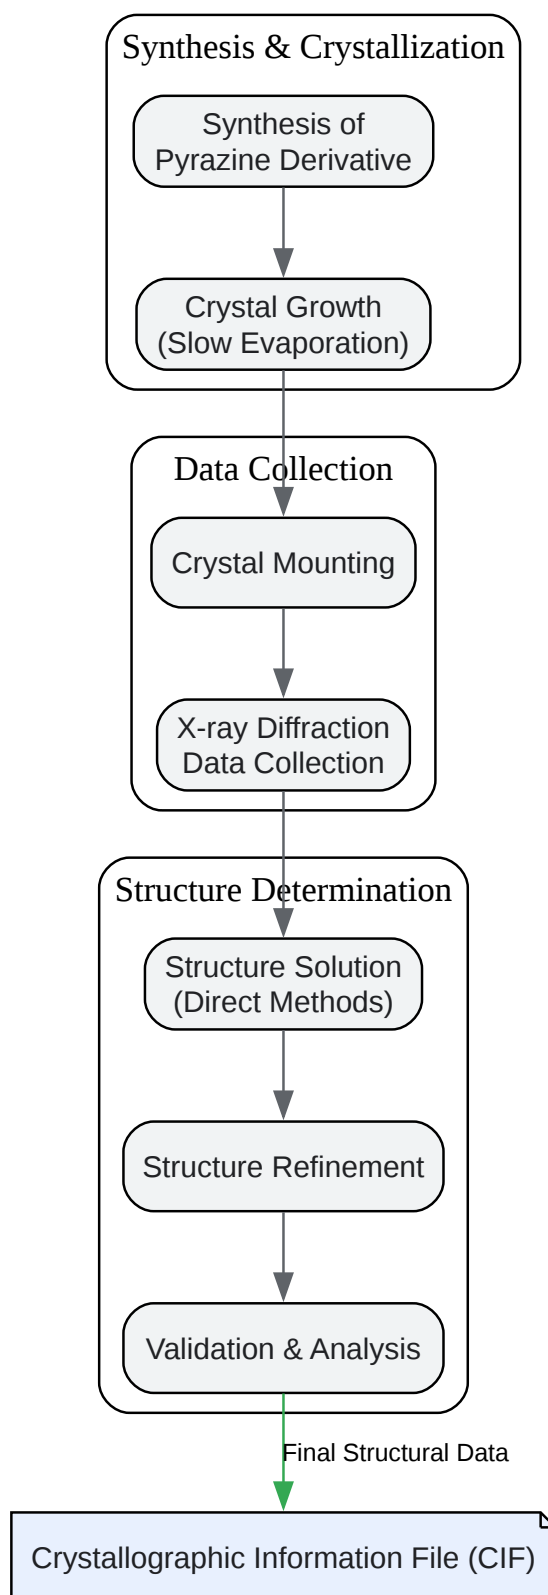 Synthesis & Crystallization
Synthesis of
Pyrazine Derivative
Crystal Growth
(Slow Evaporation)
Data Collection
Crystal Mounting
X-ray Diffraction
Data Collection
Structure Determination
Structure Solution
(Direct Methods)
Structure Refinement
Validation & Analysis
Final Structural Data
Crystallographic Information File (CIF)